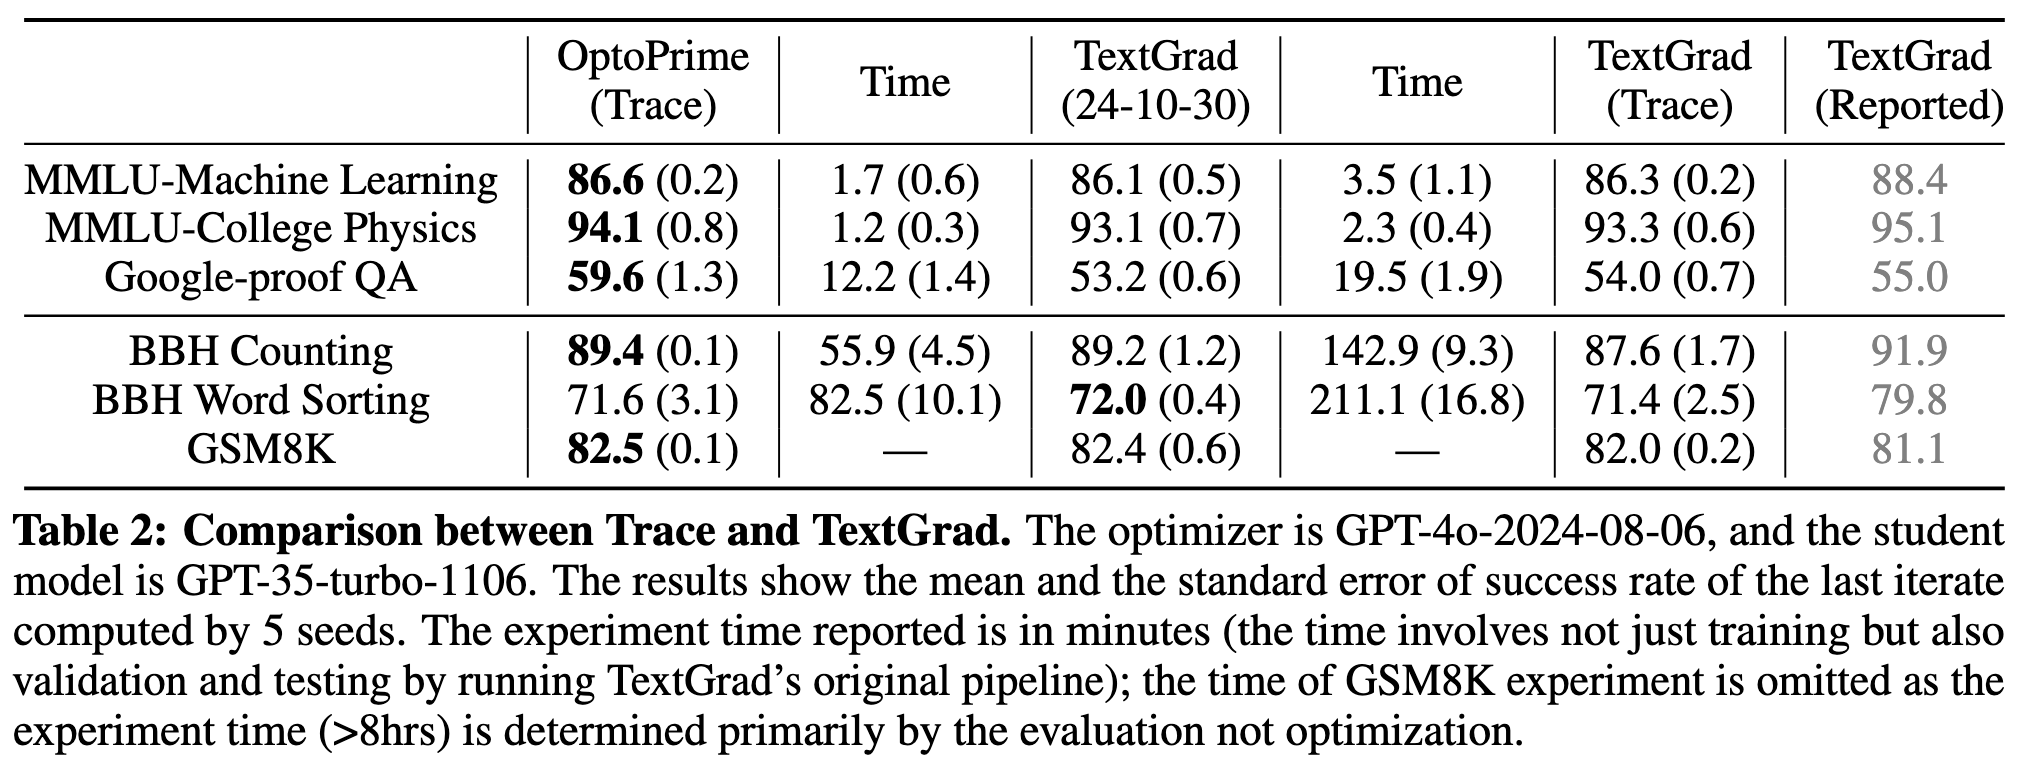 OptoPrime (Trace) | Time | TextGrad (24-10-30) | Time | TextGrad (Trace) | TextGrad (Reported)
MMLU-Machine Learning | 86.6 (0.2) | 1.7 (0.6) | 86.1 (0.5) | 3.5 (1.1) | 86.3 (0.2) | 88.4
MMLU-College Physics | 94.1 (0.8) | 1.2 (0.3) | 93.1 (0.7) | 2.3 (0.4) | 93.3 (0.6) | 95.1
Google-proof QA | 59.6 (1.3) | 12.2 (1.4) | 53.2 (0.6) | 19.5 (1.9) | 54.0 (0.7) | 55.0
BBH Counting | 89.4 (0.1) | 55.9 (4.5) | 89.2 (1.2) | 142.9 (9.3) | 87.6 (1.7) | 91.9
BBH Word Sorting | 71.6 (3.1) | 82.5 (10.1) | 72.0 (0.4) | 211.1 (16.8) | 71.4 (2.5) | 79.8
GSM8K | 82.5 (0.1) | — | 82.4 (0.6) | — | 82.0 (0.2) | 81.1
Table 2: Comparison between Trace and TextGrad. The optimizer is GPT-4o-2024-08-06, and the student
model is GPT-35-turbo-1106. The results show the mean and the standard error of success rate of the last iterate
computed by 5 seeds. The experiment time reported is in minutes (the time involves not just training but also
validation and testing by running TextGrad's original pipeline); the time of GSM8K experiment is omitted as the
experiment time (>8hrs) is determined primarily by the evaluation not optimization.